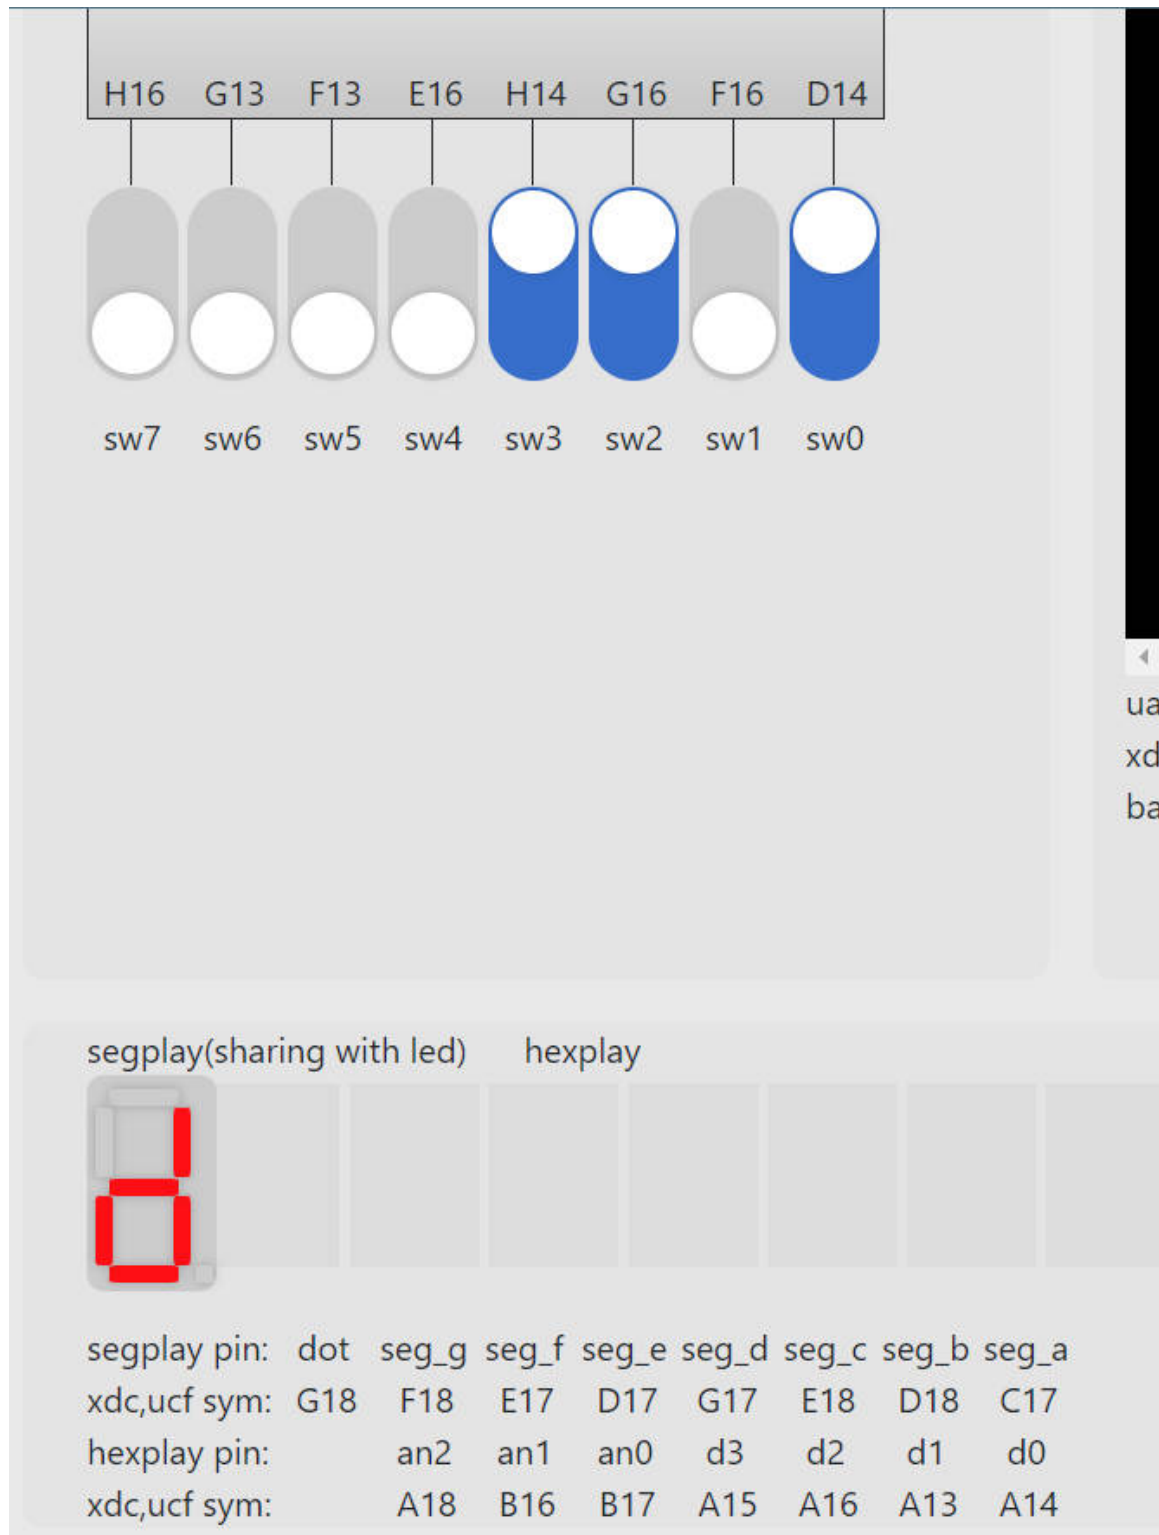 H16 G13 F13 E16 H14 G16 F16 D14
sw7 sw6 sw5 sw4 sw3 sw2 sw1 sw0
ua
xd
ba
segplay(sharing with led) hexplay
segplay pin: dot seg_g seg_f seg_e seg_d seg_c seg_b seg_a
xdc,ucf sym: G18 F18 E17 D17 G17 E18 D18 C17
hexplay pin: an2 an1 an0 d3 d2 d1 d0
xdc,ucf sym: A18 B16 B17 A15 A16 A13 A14